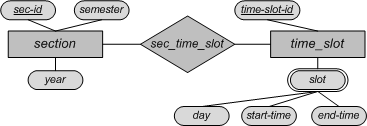 sec-id semester time-slot-id
section sec_time_slot time_slot
year slot
day start-time end-time